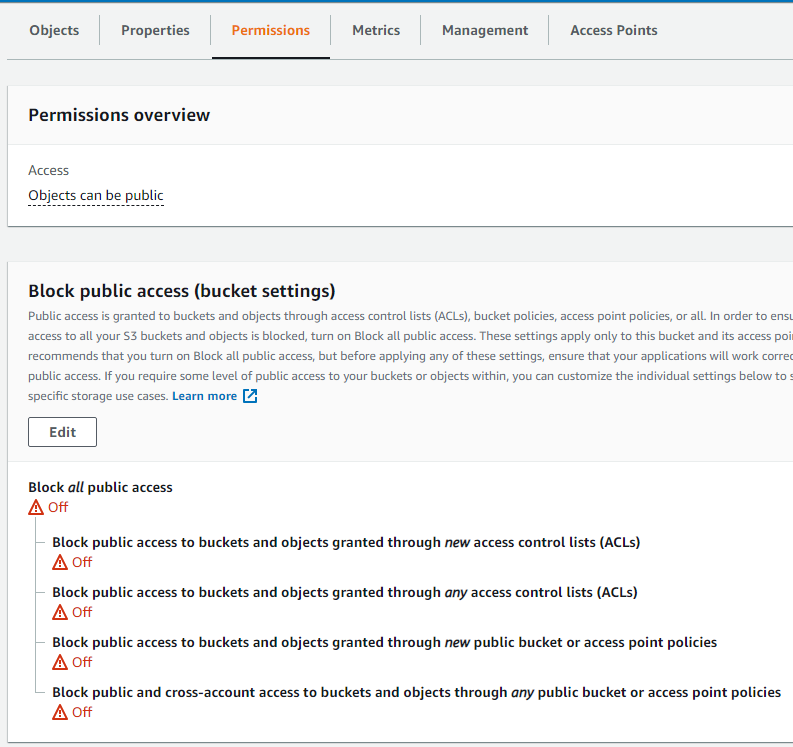 Objects Properties Permissions Metrics Management Access Points
Permissions overview
Access
Objects can be public
Block public access (bucket settings)
Public access is granted to buckets and objects through access control lists (ACLs), bucket policies, access point policies, or all. In order to ensu
access to all your S3 buckets and objects is blocked, turn on Block all public access. These settings apply only to this bucket and its access poi
recommends that you turn on Block all public access, but before applying any of these settings, ensure that your applications will work correc
public access. If you require some level of public access to your buckets or objects within, you can customize the individual settings below to s
specific storage use cases. Learn more
Edit
Block all public access
Off
Block public access to buckets and objects granted through new access control lists (ACLs)
Off
Block public access to buckets and objects granted through any access control lists (ACLs)
Off
Block public access to buckets and objects granted through new public bucket or access point policies
Off
Block public and cross-account access to buckets and objects through any public bucket or access point policies
Off